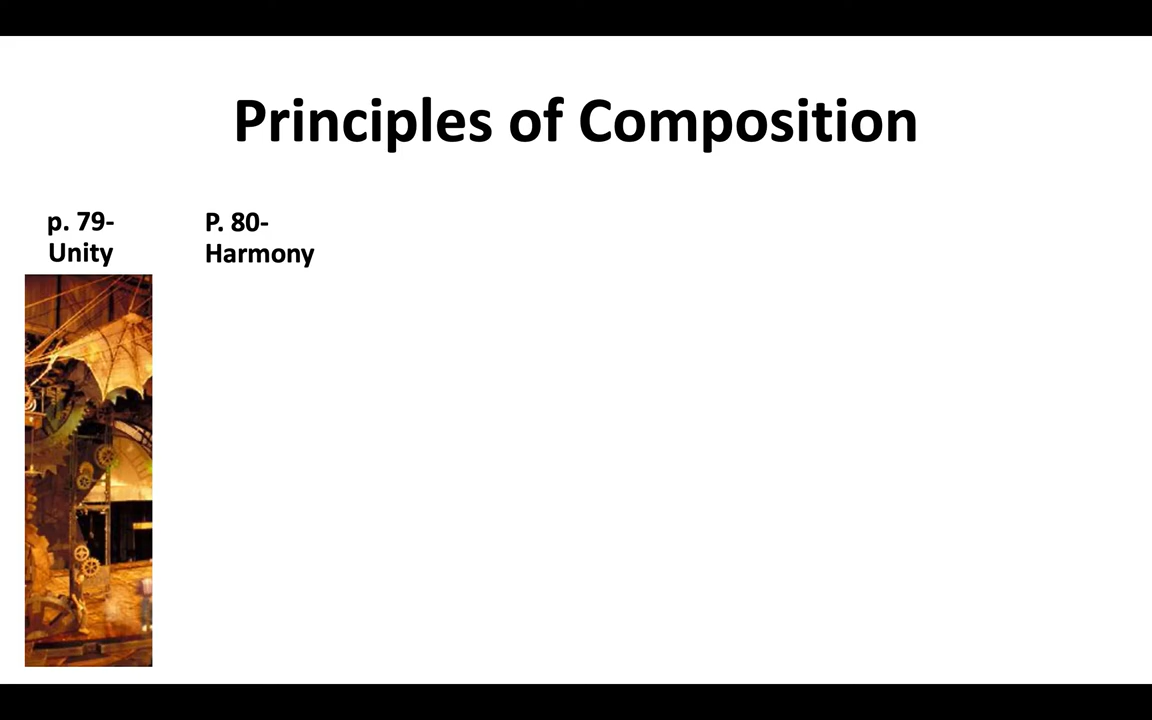 Principles of Composition
p. 79-
Unity
P. 80-
Harmony